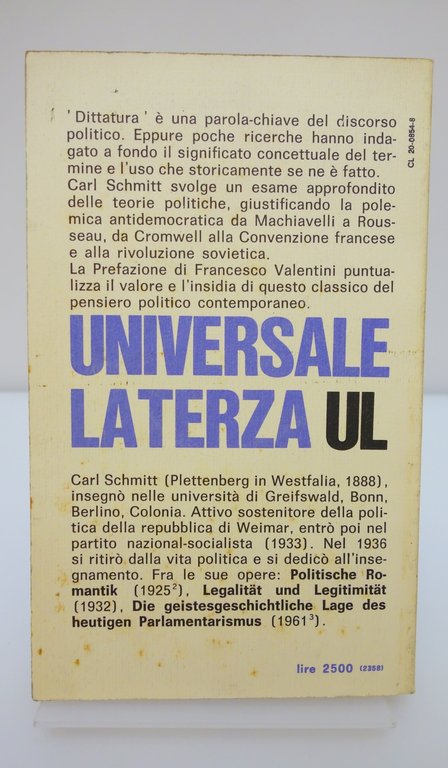 'Dittatura' è una parola-chiave del discorso
politico. Eppure poche ricerche hanno inda-
gato a fondo il significato concettuale del ter-
mine e l'uso che storicamente se ne è fatto.
Carl Schmitt svolge un esame approfondito
delle teorie politiche, giustificando la pole-
mica antidemocratica da Machiavelli a Rous-
seau, da Cromwell alla Convenzione francese
e alla rivoluzione sovietica.
La Prefazione di Francesco Valentini puntua-
lizza il valore e l'insidia di questo classico del
pensiero politico contemporaneo.
CL 20-0854-8
UNIVERSALE
LATERZA UL
Carl Schmitt (Plettenberg in Westfalia, 1888),
insegnò nelle università di Greifswald, Bonn,
Berlino, Colonia. Attivo sostenitore della poli-
tica della repubblica di Weimar, entrò poi nel
partito nazional-socialista (1933). Nel 1936
si ritirò dalla vita politica e si dedicò all'inse-
gnamento. Fra le sue opere: Politische Ro-
mantik (1925²), Legalität und Legitimität
(1932), Die geistesgeschichtliche Lage des
heutigen Parlamentarismus (1961³).
lire 2500 (2358)